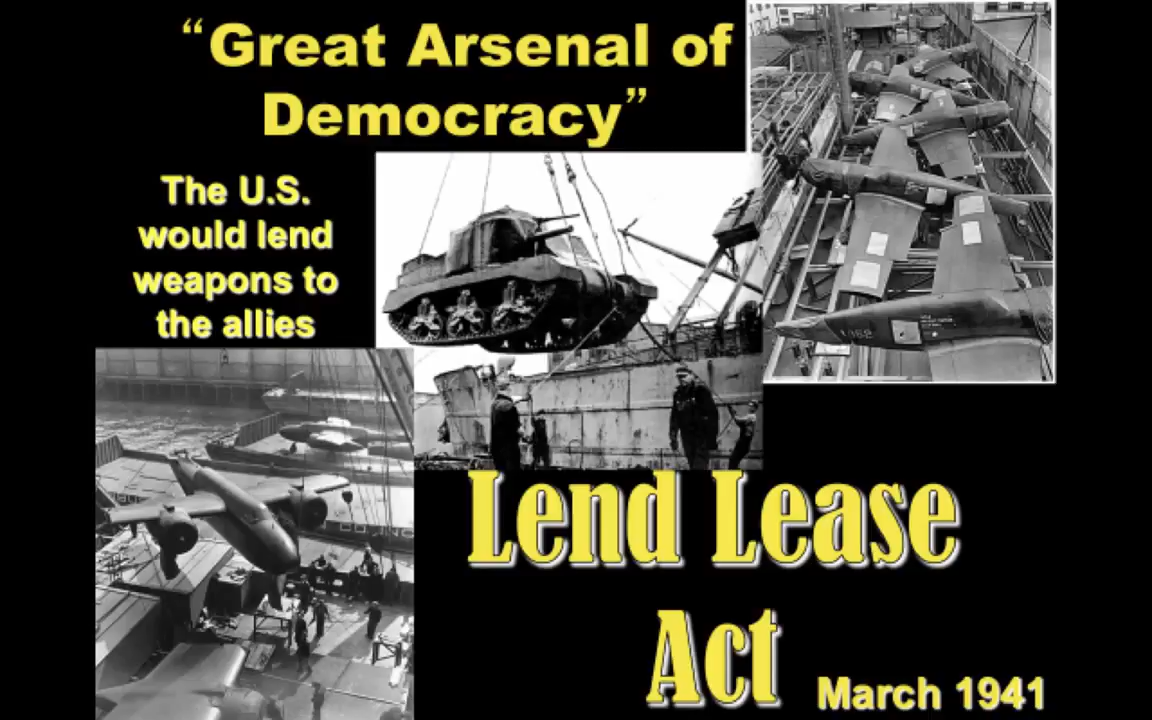 “Great Arsenal of
Democracy”
The U.S.
would lend
weapons to
the allies
Lend Lease
Act
March 1941